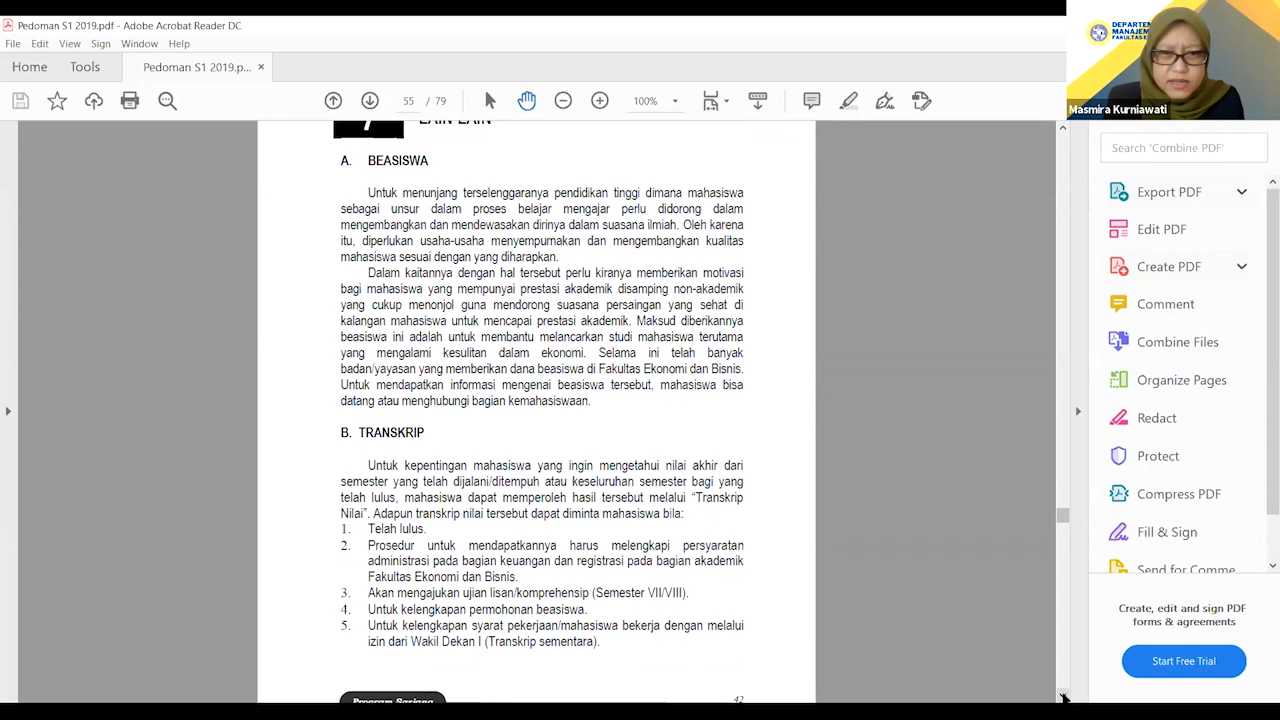 Pedoman S1 2019.pdf - Adobe Acrobat Reader DC
File Edit View Sign Window Help
Home Tools Pedoman S1 2019.p... ×
55 / 79 100%
7 LAIN-LAIN
A. BEASISWA
Untuk menunjang terselenggaranya pendidikan tinggi dimana mahasiswa
sebagai unsur dalam proses belajar mengajar perlu didorong dalam
mengembangkan dan mendewasakan dirinya dalam suasana ilmiah. Oleh karena
itu, diperlukan usaha-usaha menyempurnakan dan mengembangkan kualitas
mahasiswa sesuai dengan yang diharapkan.
Dalam kaitannya dengan hal tersebut perlu kiranya memberikan motivasi
bagi mahasiswa yang mempunyai prestasi akademik disamping non-akademik
yang cukup menonjol guna mendorong suasana persaingan yang sehat di
kalangan mahasiswa untuk mencapai prestasi akademik. Maksud diberikannya
beasiswa ini adalah untuk membantu melancarkan studi mahasiswa terutama
yang mengalami kesulitan dalam ekonomi. Selama ini telah banyak
badan/yayasan yang memberikan dana beasiswa di Fakultas Ekonomi dan Bisnis.
Untuk mendapatkan informasi mengenai beasiswa tersebut, mahasiswa bisa
datang atau menghubungi bagian kemahasiswaan.
B. TRANSKRIP
Untuk kepentingan mahasiswa yang ingin mengetahui nilai akhir dari
semester yang telah dijalani/ditempuh atau keseluruhan semester bagi yang
telah lulus, mahasiswa dapat memperoleh hasil tersebut melalui “Transkrip
Nilai”. Adapun transkrip nilai tersebut dapat diminta mahasiswa bila:
1. Telah lulus.
2. Prosedur untuk mendapatkannya harus melengkapi persyaratan
administrasi pada bagian keuangan dan registrasi pada bagian akademik
Fakultas Ekonomi dan Bisnis.
3. Akan mengajukan ujian lisan/komprehensip (Semester VII/VIII).
4. Untuk kelengkapan permohonan beasiswa.
5. Untuk kelengkapan syarat pekerjaan/mahasiswa bekerja dengan melalui
izin dari Wakil Dekan I (Transkrip sementara).
Program Sarjana 42
DEPARTEM
MANAJEM
FAKULTAS E
Masmira Kurniawati
Search 'Combine PDF'
Export PDF
Edit PDF
Create PDF
Comment
Combine Files
Organize Pages
Redact
Protect
Compress PDF
Fill & Sign
Send for Comme
Create, edit and sign PDF
forms & agreements
Start Free Trial